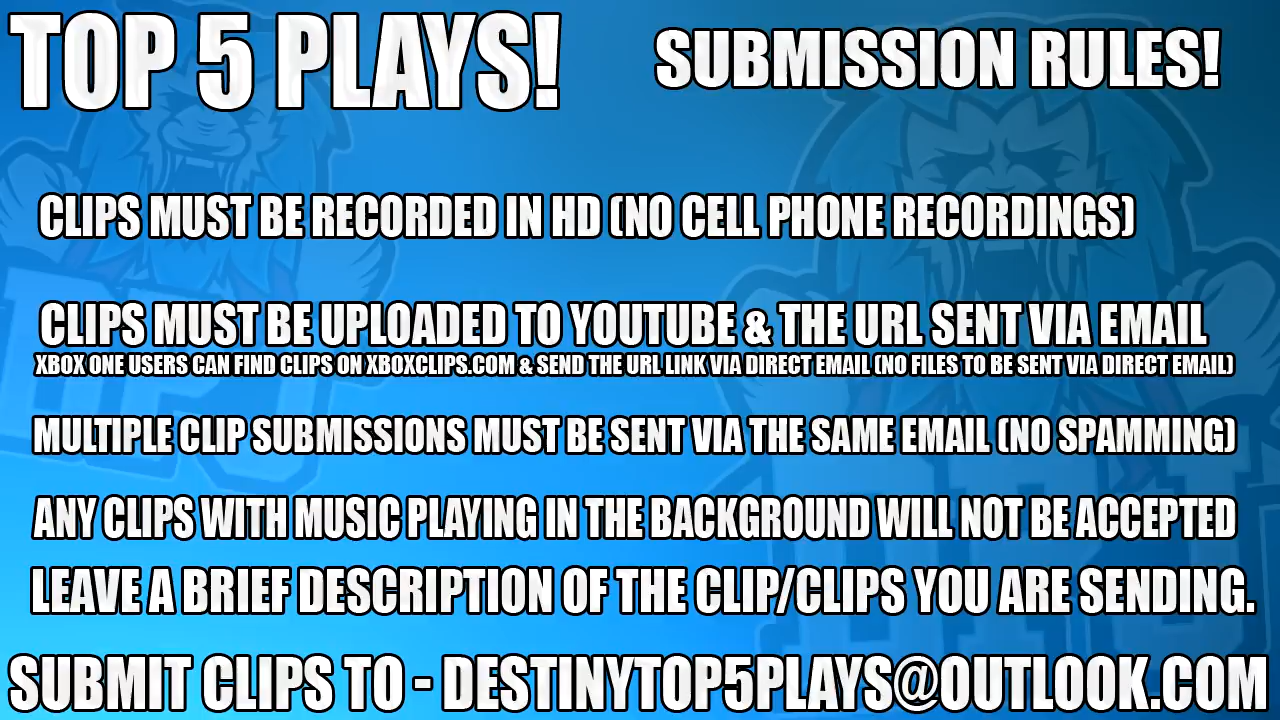 TOP 5 PLAYS!
SUBMISSION RULES!
CLIPS MUST BE RECORDED IN HD (NO CELL PHONE RECORDINGS)
CLIPS MUST BE UPLOADED TO YOUTUBE & THE URL SENT VIA EMAIL
XBOX ONE USERS CAN FIND CLIPS ON XBOXCLIPS.COM & SEND THE URL LINK VIA DIRECT EMAIL (NO FILES TO BE SENT VIA DIRECT EMAIL)
MULTIPLE CLIP SUBMISSIONS MUST BE SENT VIA THE SAME EMAIL (NO SPAMMING)
ANY CLIPS WITH MUSIC PLAYING IN THE BACKGROUND WILL NOT BE ACCEPTED
LEAVE A BRIEF DESCRIPTION OF THE CLIP/CLIPS YOU ARE SENDING.
SUBMIT CLIPS TO - DESTINYTOP5PLAYS@OUTLOOK.COM